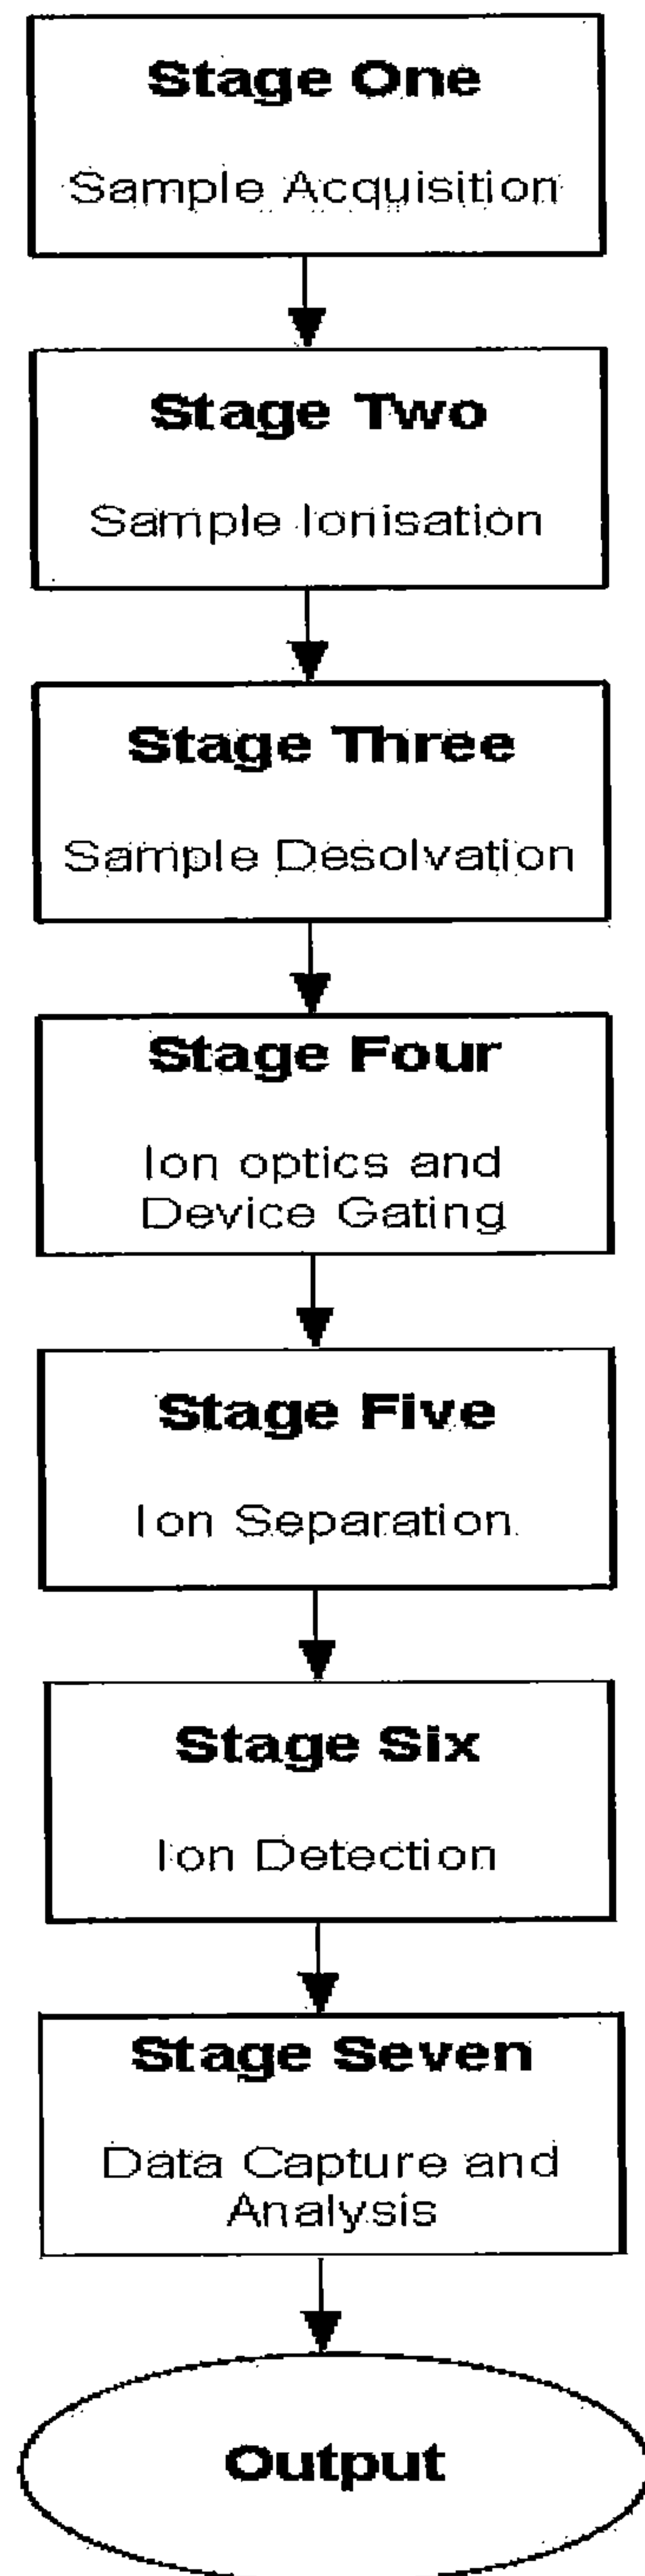 Stage One
Sample Acquisition
Stage Two
Sample Ionisation
Stage Three
Sample Desolvation
Stage Four
Ion optics and
Device Gating
Stage Five
Ion Separation
Stage Six
Ion Detection
Stage Seven
Data Capture and
Analysis
Output